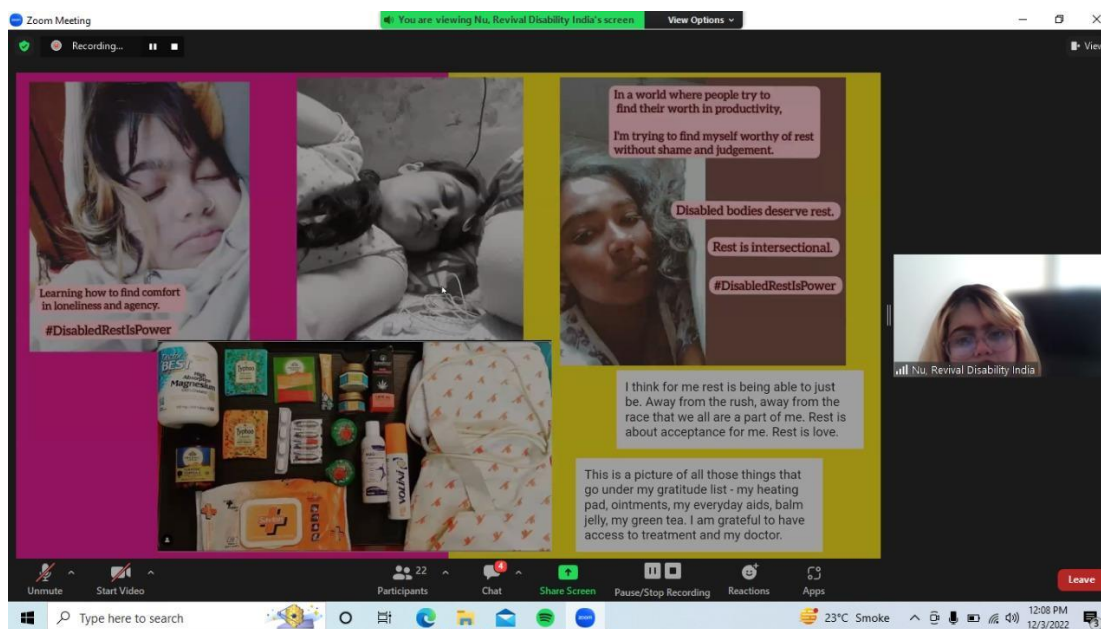 Zoom Meeting
You are viewing Nu, Revival Disability India's screen
View Options
Recording...
View
Learning how to find comfort
in loneliness and agency.
#DisabledRestIsPower
In a world where people try to
find their worth in productivity,
I'm trying to find myself worthy of rest
without shame and judgement.
Disabled bodies deserve rest.
Rest is intersectional.
#DisabledRestIsPower
BEST
High
Absorption
Magnesium
I think for me rest is being able to just
be. Away from the rush, away from the
race that we all are a part of me. Rest is
about acceptance for me. Rest is love.
This is a picture of all those things that
go under my gratitude list - my heating
pad, ointments, my everyday aids, balm
jelly, my green tea. I am grateful to have
access to treatment and my doctor.
Nu, Revival Disability India
Unmute
Start Video
22
Participants
4
Chat
Share Screen
Pause/Stop Recording
Reactions
Apps
Leave
Type here to search
zoom
23°C Smoke
12:08 PM
12/3/2022
3